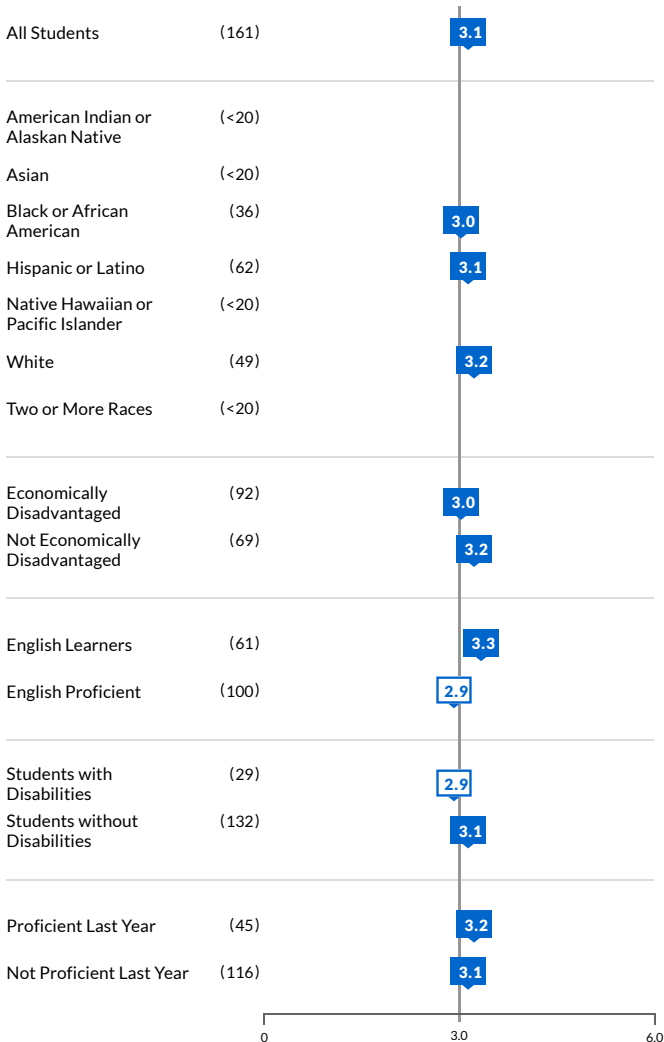 All Students (161) 3.1
American Indian or (<20)
Alaskan Native
Asian (<20)
Black or African (36) 3.0
American
Hispanic or Latino (62) 3.1
Native Hawaiian or (<20)
Pacific Islander
White (49) 3.2
Two or More Races (<20)
Economically (92) 3.0
Disadvantaged
Not Economically (69) 3.2
Disadvantaged
English Learners (61) 3.3
English Proficient (100) 2.9
Students with (29) 2.9
Disabilities
Students without (132) 3.1
Disabilities
Proficient Last Year (45) 3.2
Not Proficient Last Year (116) 3.1
0 3.0 6.0